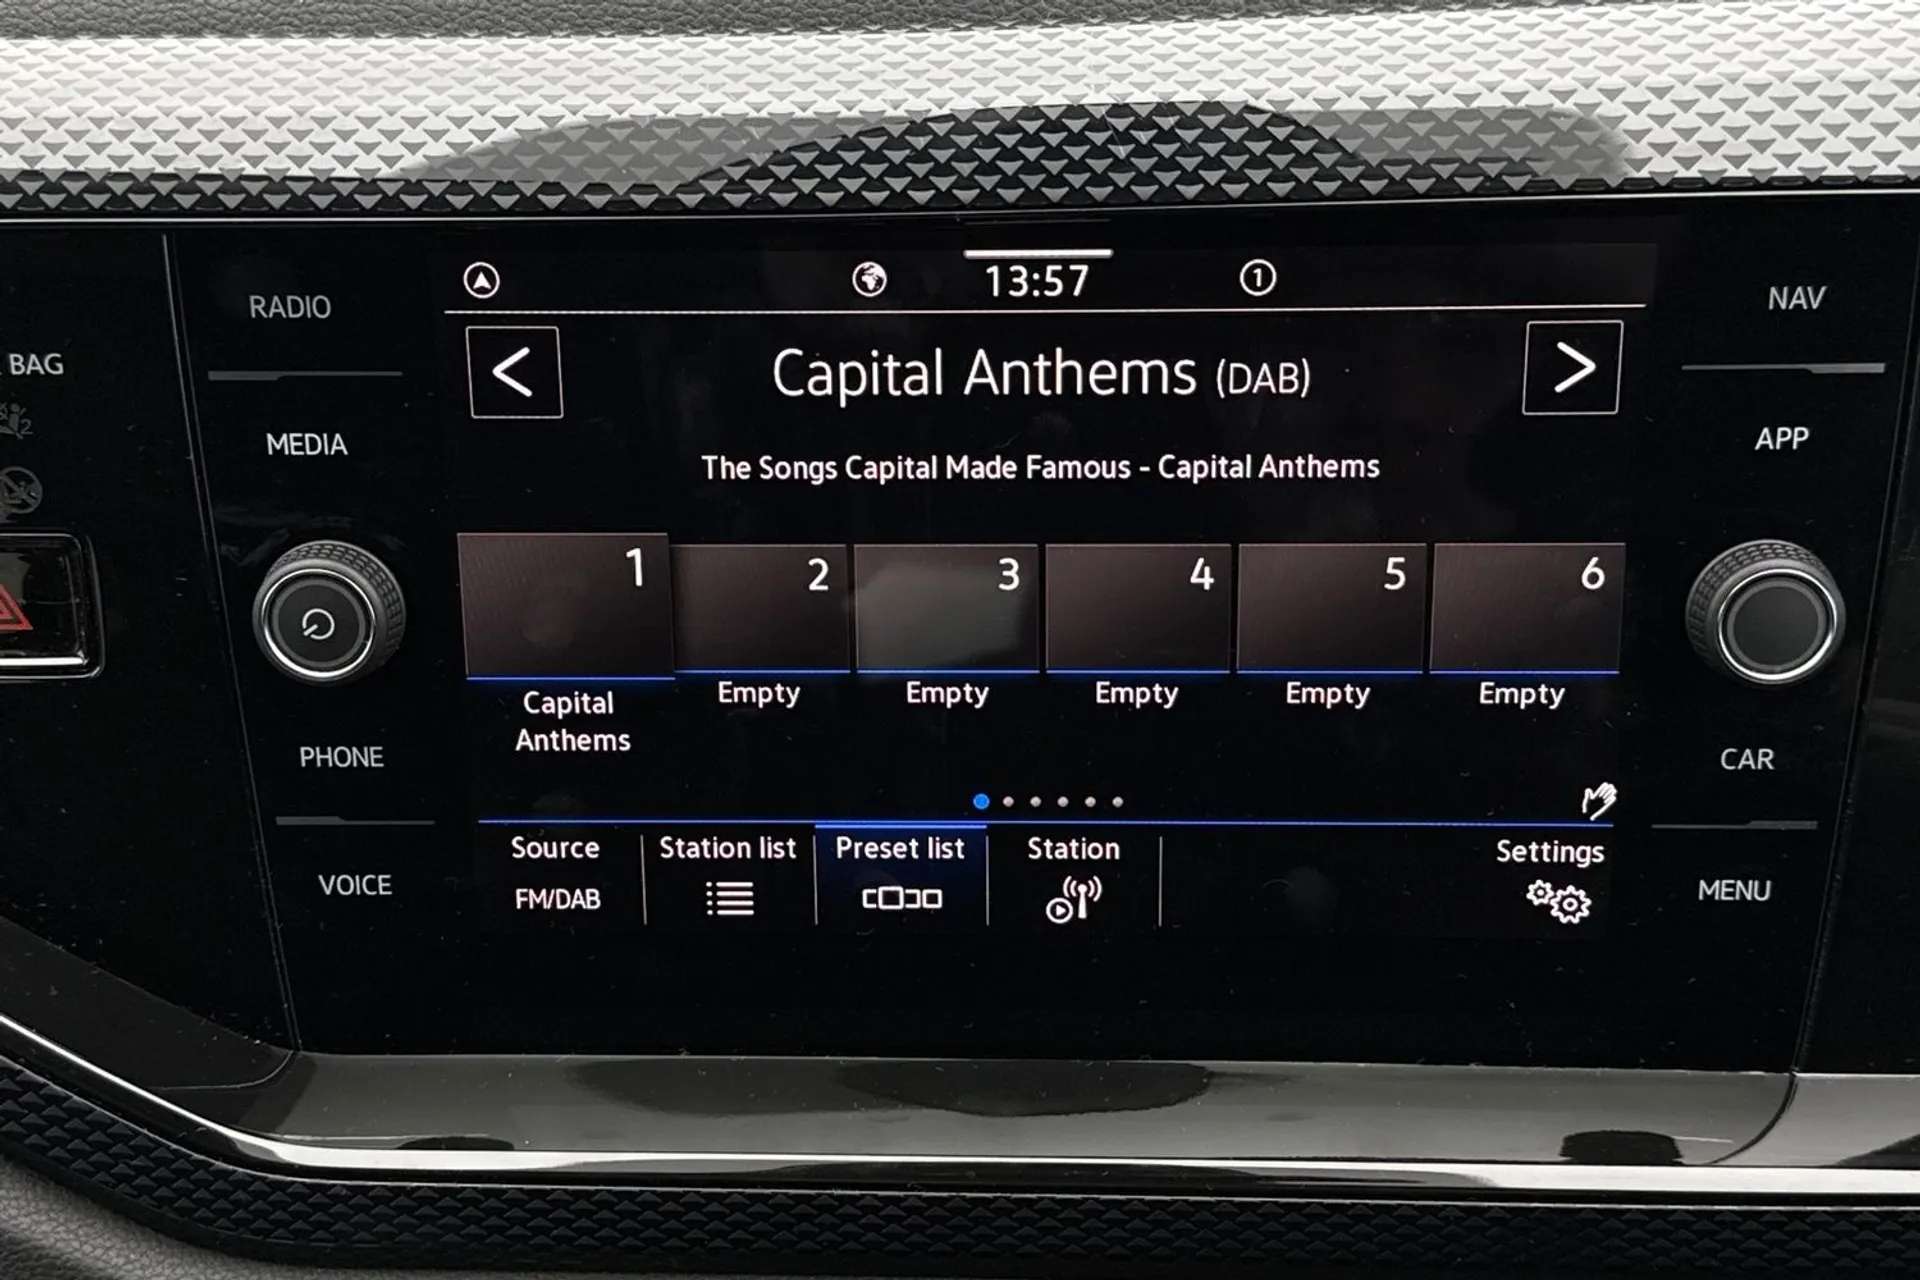 13:57
1
RADIO
NAV
BAG
Capital Anthems (DAB)
MEDIA
APP
2
The Songs Capital Made Famous - Capital Anthems
1
2
3
4
5
6
Capital
Anthems
Empty
Empty
Empty
Empty
Empty
PHONE
CAR
Source
FM/DAB
Station list
Preset list
Station
Settings
VOICE
MENU